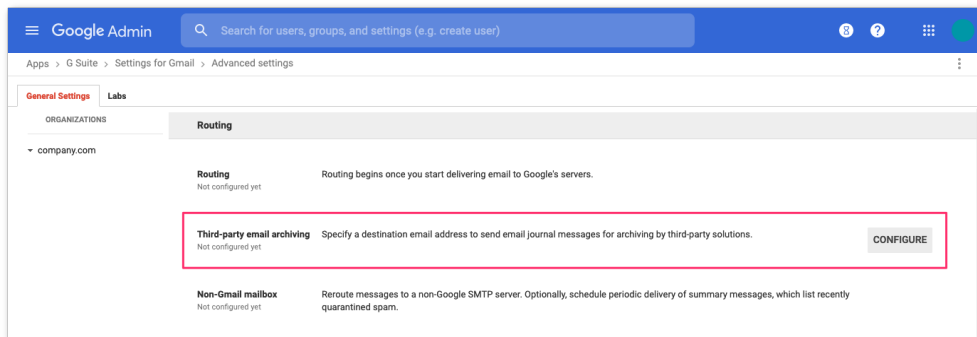 Google Admin
Search for users, groups, and settings (e.g. create user)
8
?
Apps > G Suite > Settings for Gmail > Advanced settings
General Settings Labs
ORGANIZATIONS
company.com
Routing
Routing Routing begins once you start delivering email to Google's servers.
Not configured yet
Third-party email archiving Specify a destination email address to send email journal messages for archiving by third-party solutions.
Not configured yet
CONFIGURE
Non-Gmail mailbox Reroute messages to a non-Google SMTP server. Optionally, schedule periodic delivery of summary messages, which list recently
Not configured yet quarantined spam.